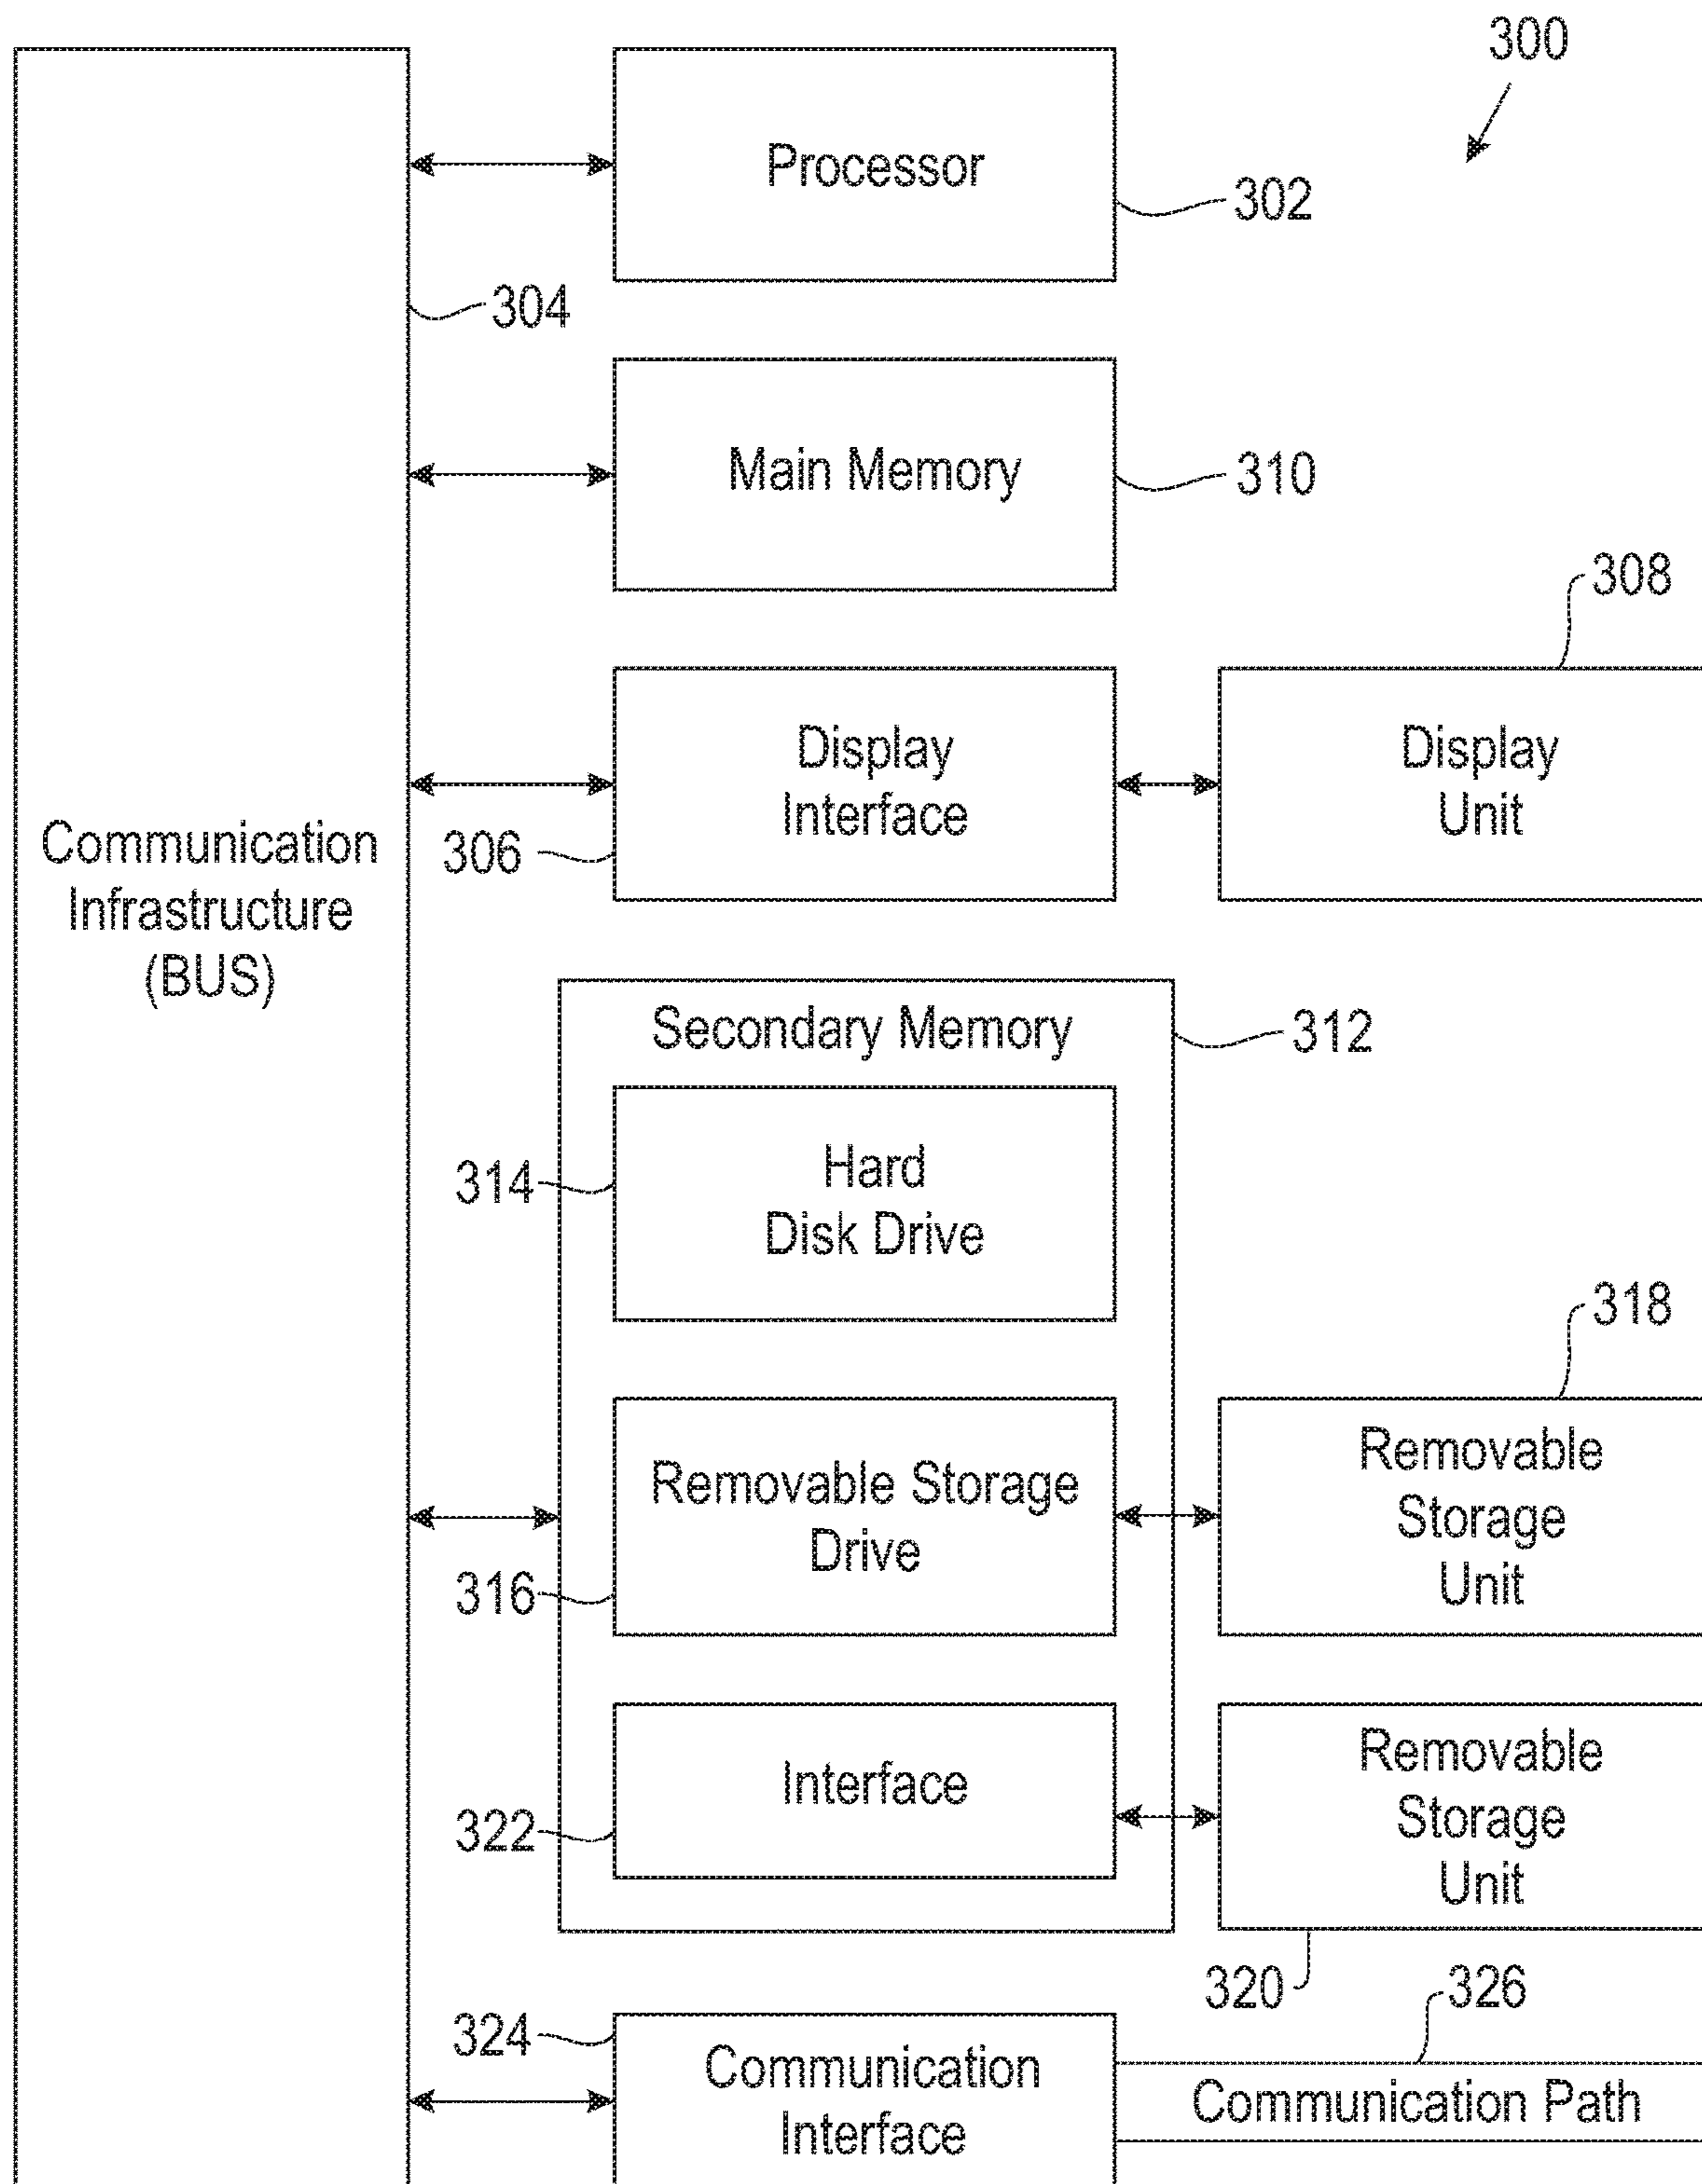 300
Processor
302
304
Main Memory
310
308
Display
Interface
306
Display
Unit
Communication
Infrastructure
(BUS)
Secondary Memory
312
Hard
Disk Drive
314
318
Removable Storage
Drive
316
Removable
Storage
Unit
Interface
322
Removable
Storage
Unit
320
326
324
Communication
Interface
Communication Path